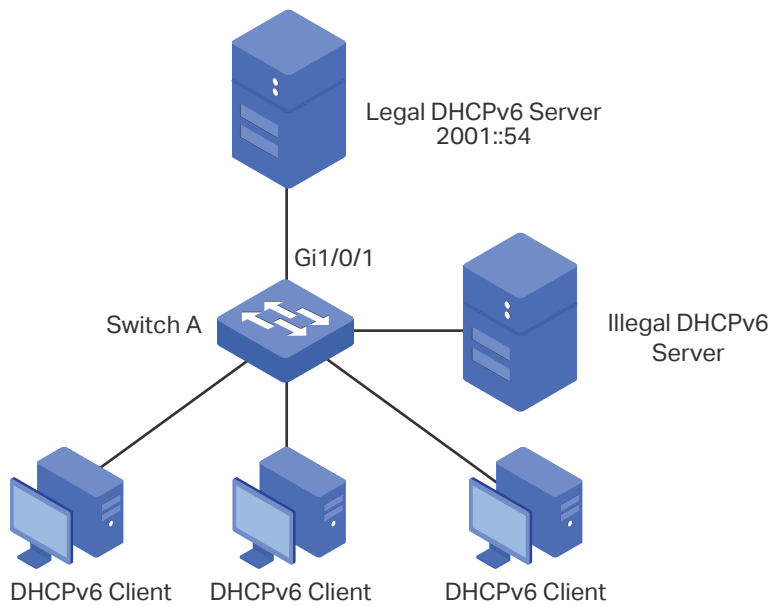 Legal DHCPv6 Server
2001::54
Gi1/0/1
Switch A
Illegal DHCPv6
Server
DHCPv6 Client
DHCPv6 Client
DHCPv6 Client